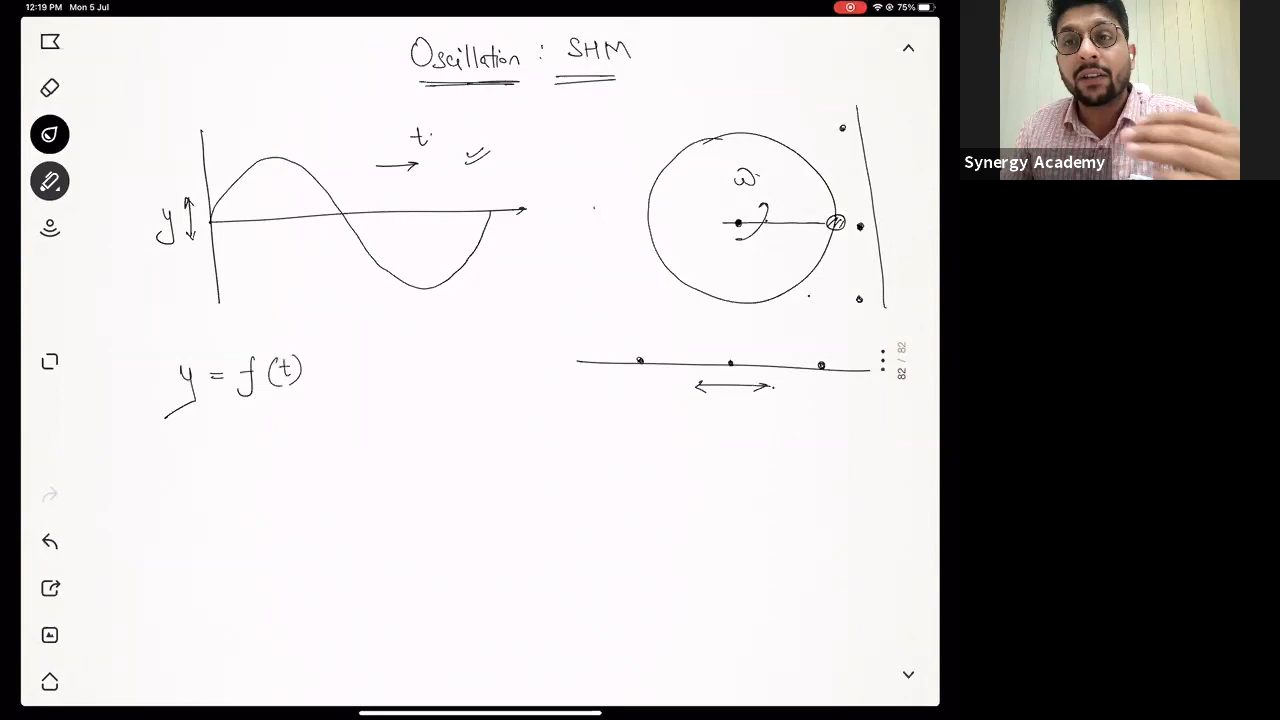 12:19 PM Mon 5 Jul
75%
Oscillation : SHM
t
y
ω
y = f (t)
82 / 82
Synergy Academy